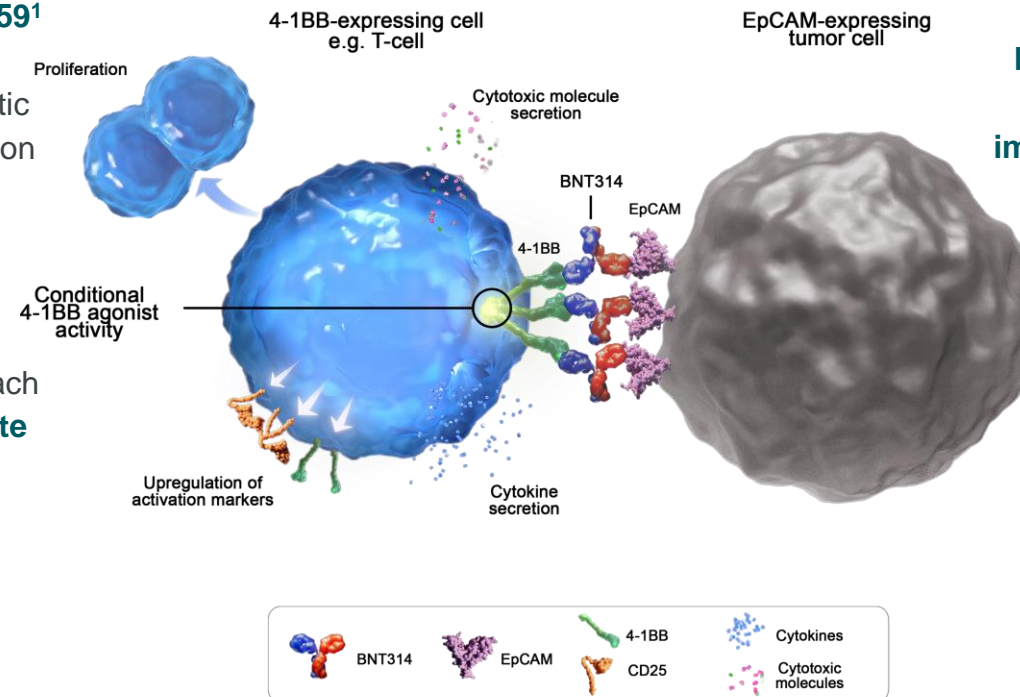 59¹
4-1BB-expressing cell
e.g. T-cell
EpCAM-expressing
tumor cell
Proliferation
tic
on
im
Cytotoxic molecule
secretion
BNT314
EpCAM
4-1BB
Conditional
4-1BB agonist
activity
ach
te
Upregulation of
activation markers
Cytokine
secretion
BNT314
EpCAM
4-1BB
CD25
Cytokines
Cytotoxic
molecules